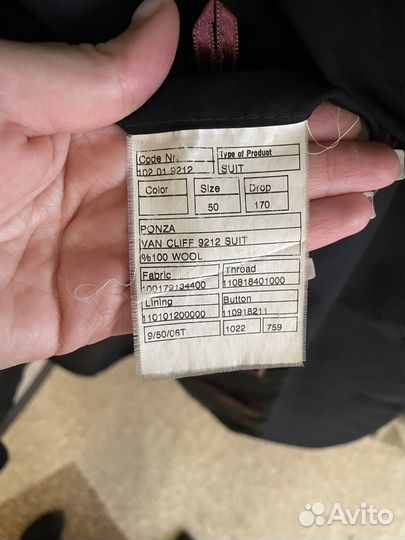 Code Nr. Type of Product
102 01 9212 SUIT
Color Size Drop
50 170
PONZA
VAN CLIFF 9212 SUIT
%100 WOOL
Fabric Thread
100179134400 110818401000
Lining Button
110101200000 110918211
9/50/06T 1022 759
Avito